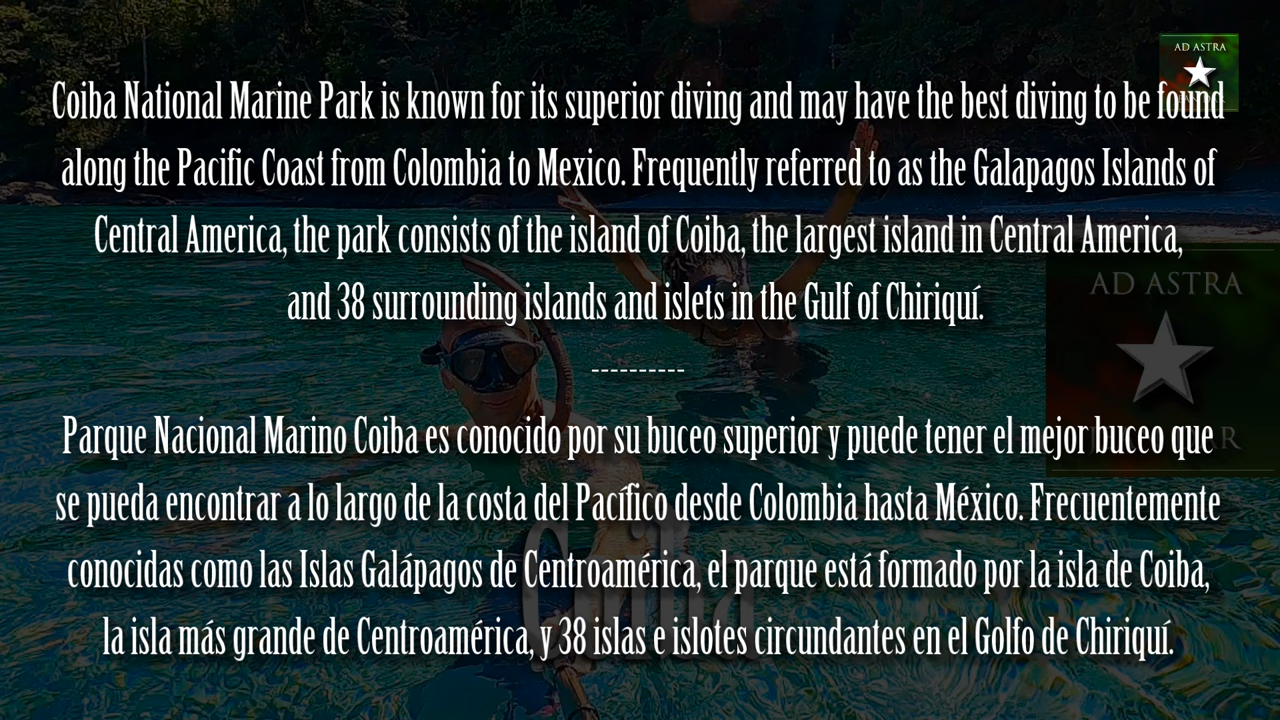 AD ASTRA
Coiba National Marine Park is known for its superior diving and may have the best diving to be found
along the Pacific Coast from Colombia to Mexico. Frequently referred to as the Galapagos Islands of
Central America, the park consists of the island of Coiba, the largest island in Central America,
and 38 surrounding islands and islets in the Gulf of Chiriquí.
AD ASTRA
----------
Parque Nacional Marino Coiba es conocido por su buceo superior y puede tener el mejor buceo que
se pueda encontrar a lo largo de la costa del Pacífico desde Colombia hasta México. Frecuentemente
conocidas como las Islas Galápagos de Centroamérica, el parque está formado por la isla de Coiba,
Coiba
la isla más grande de Centroamérica, y 38 islas e islotes circundantes en el Golfo de Chiriquí.